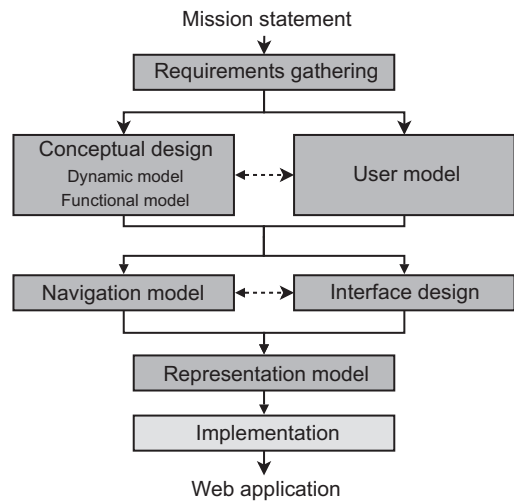 Mission statement
Requirements gathering
Conceptual design
Dynamic model
Functional model
User model
Navigation model
Interface design
Representation model
Implementation
Web application